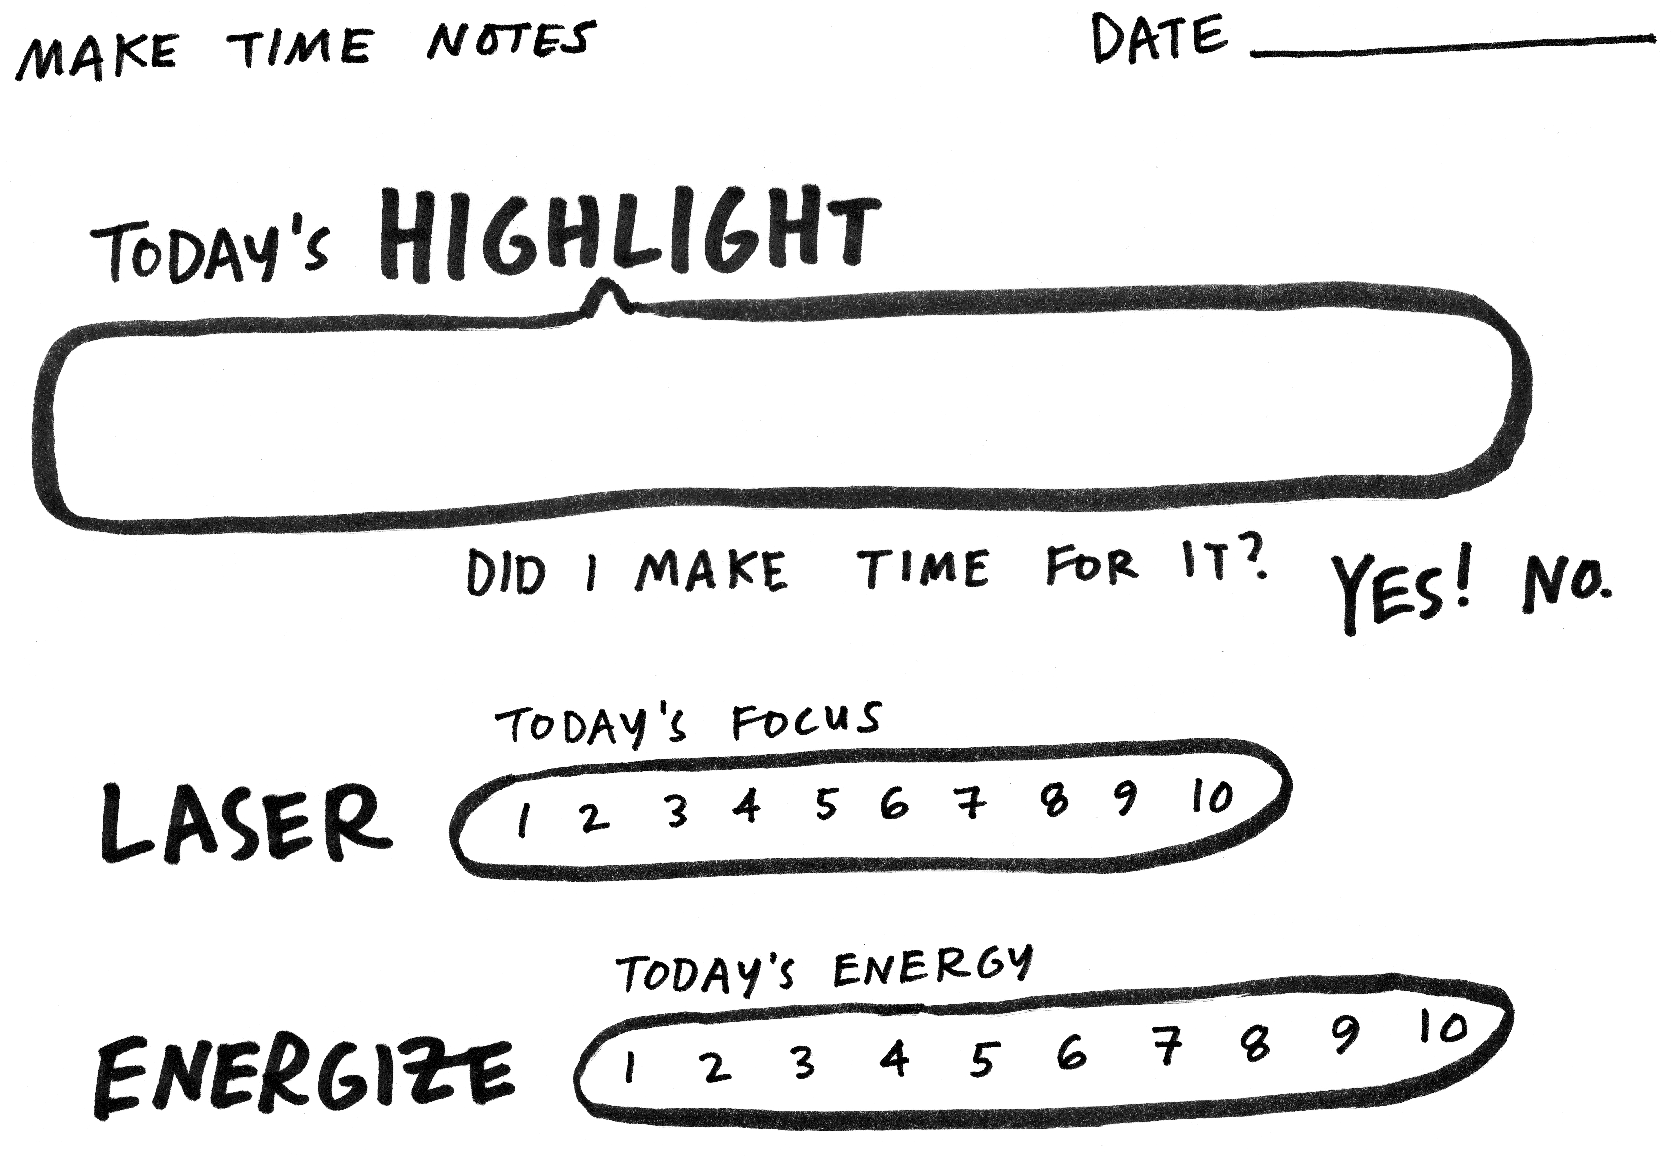 MAKE TIME NOTES
DATE
TODAY'S HIGHLIGHT
DID I MAKE TIME FOR IT? YES! NO.
TODAY'S FOCUS
LASER 1 2 3 4 5 6 7 8 9 10
TODAY'S ENERGY
ENERGIZE 1 2 3 4 5 6 7 8 9 10